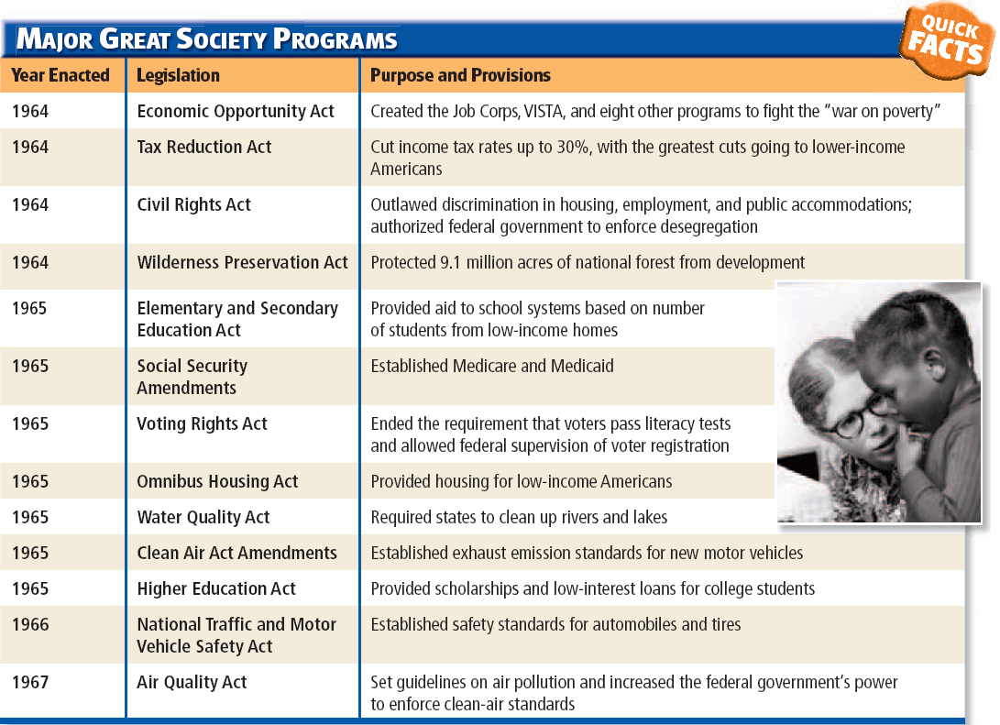 MAJOR GREAT SOCIETY PROGRAMS
QUICK
FACTS
Year Enacted Legislation Purpose and Provisions
1964 Economic Opportunity Act Created the Job Corps, VISTA, and eight other programs to fight the “war on poverty”
1964 Tax Reduction Act Cut income tax rates up to 30%, with the greatest cuts going to lower-income
Americans
1964 Civil Rights Act Outlawed discrimination in housing, employment, and public accommodations;
authorized federal government to enforce desegregation
1964 Wilderness Preservation Act Protected 9.1 million acres of national forest from development
1965 Elementary and Secondary Provided aid to school systems based on number
Education Act of students from low-income homes
1965 Social Security Established Medicare and Medicaid
Amendments
1965 Voting Rights Act Ended the requirement that voters pass literacy tests
and allowed federal supervision of voter registration
1965 Omnibus Housing Act Provided housing for low-income Americans
1965 Water Quality Act Required states to clean up rivers and lakes
1965 Clean Air Act Amendments Established exhaust emission standards for new motor vehicles
1965 Higher Education Act Provided scholarships and low-interest loans for college students
1966 National Traffic and Motor Established safety standards for automobiles and tires
Vehicle Safety Act
1967 Air Quality Act Set guidelines on air pollution and increased the federal government’s power
to enforce clean-air standards